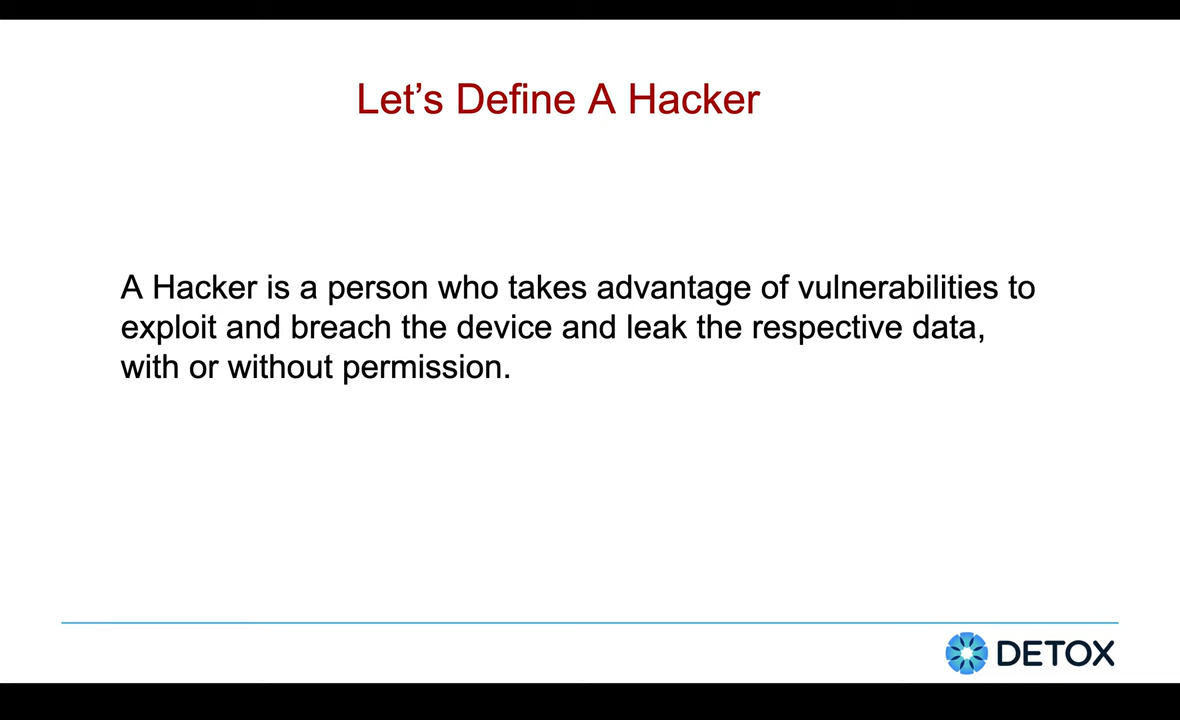 Let's Define A Hacker
A Hacker is a person who takes advantage of vulnerabilities to
exploit and breach the device and leak the respective data,
with or without permission.
DETOX